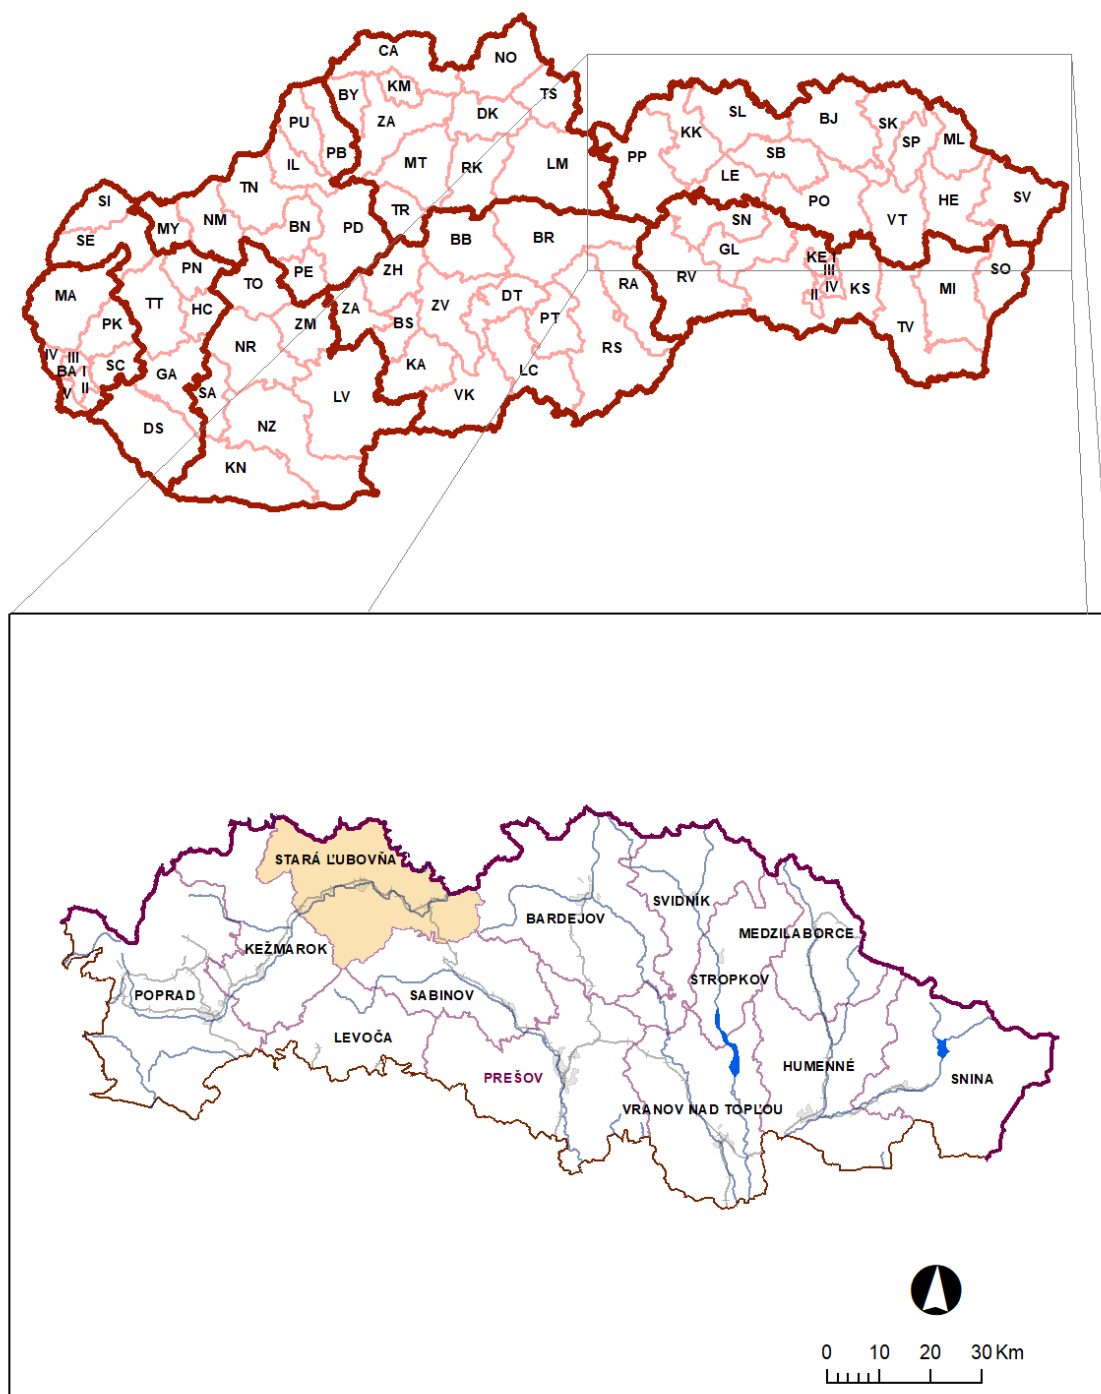 CA
NO
BY
KM
TS
PU
ZA
DK
SL
BJ
SK
KK
SP
ML
PB
IL
MT
RK
LM
PP
SB
LE
TN
SI
MY
NM
BN
PD
TR
BB
BR
SN
PO
VT
HE
SV
SE
GL
PN
PE
ZH
KE I
III
IV
II
KS
SO
MA
TT
TO
RV
RA
MI
HC
ZA
ZV
DT
PT
TV
PK
ZM
BS
NR
RS
IV
III
BA
I
II
V
SC
GA
SA
KA
LC
LV
VK
DS
NZ
KN
STARÁ ĽUBOVŇA
SVIDNÍK
BARDEJOV
MEDZILABORCE
KEŽMAROK
STROPKOV
POPRAD
SABINOV
LEVOČA
PREŠOV
HUMENNÉ
SNINA
VRANOV NAD TOPĽOU
0 10 20 30 Km